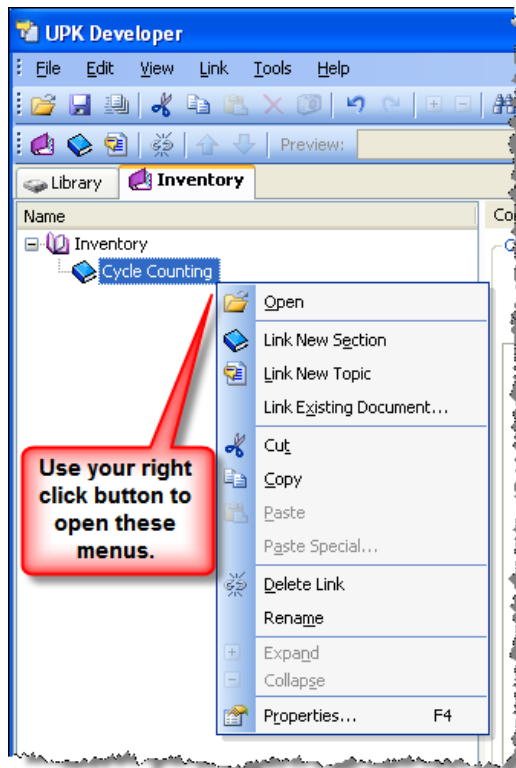 UPK Developer
File Edit View Link Tools Help
Preview:
Library Inventory
Name
Inventory
Cycle Counting
Open
Link New Section
Link New Topic
Link Existing Document...
Cut
Copy
Paste
Paste Special...
Delete Link
Rename
Expand
Collapse
Properties... F4
Use your right
click button to
open these
menus.